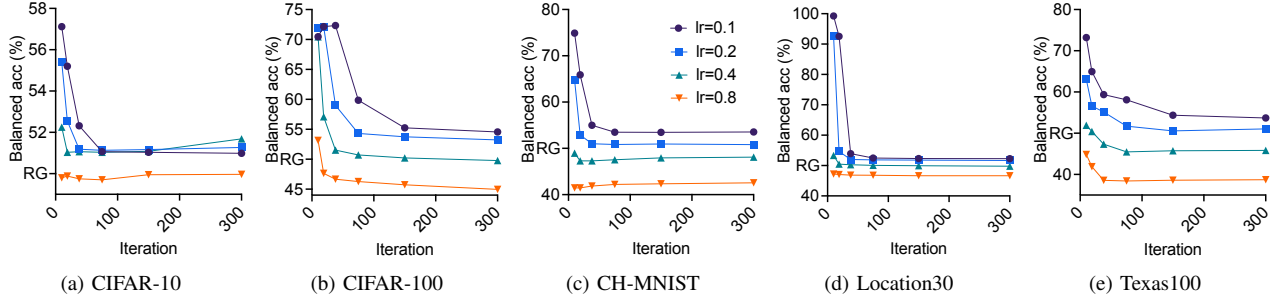 58
56
54
52
RG
Balanced acc (%)
0
100
200
300
Iteration
(a) CIFAR-10
75
70
65
60
55
RG
45
Balanced acc (%)
0
100
200
300
Iteration
(b) CIFAR-100
80
70
60
RG
40
Balanced acc (%)
lr=0.1
lr=0.2
lr=0.4
lr=0.8
0
100
200
300
Iteration
(c) CH-MNIST
100
90
80
70
60
RG
40
Balanced acc (%)
0
100
200
300
Iteration
(d) Location30
80
70
60
RG
40
Balanced acc (%)
0
100
200
300
Iteration
(e) Texas100